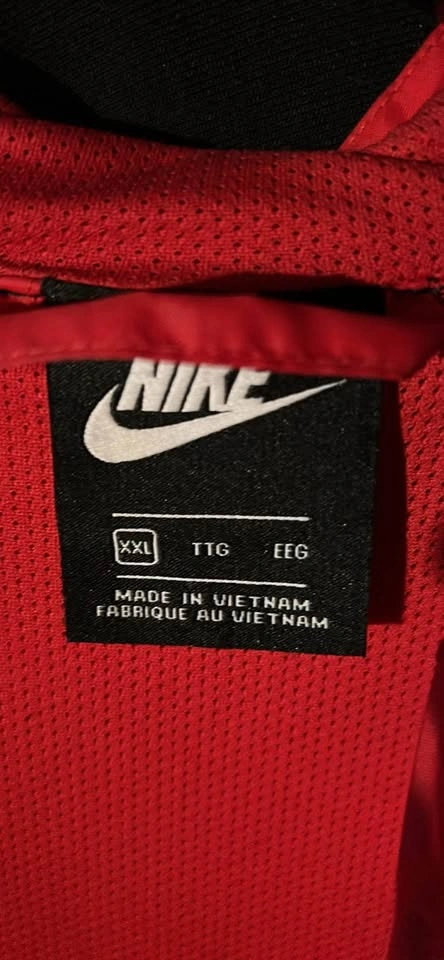 NIKE
XXL TTG EEG
MADE IN VIETNAM
FABRIQUE AU VIETNAM